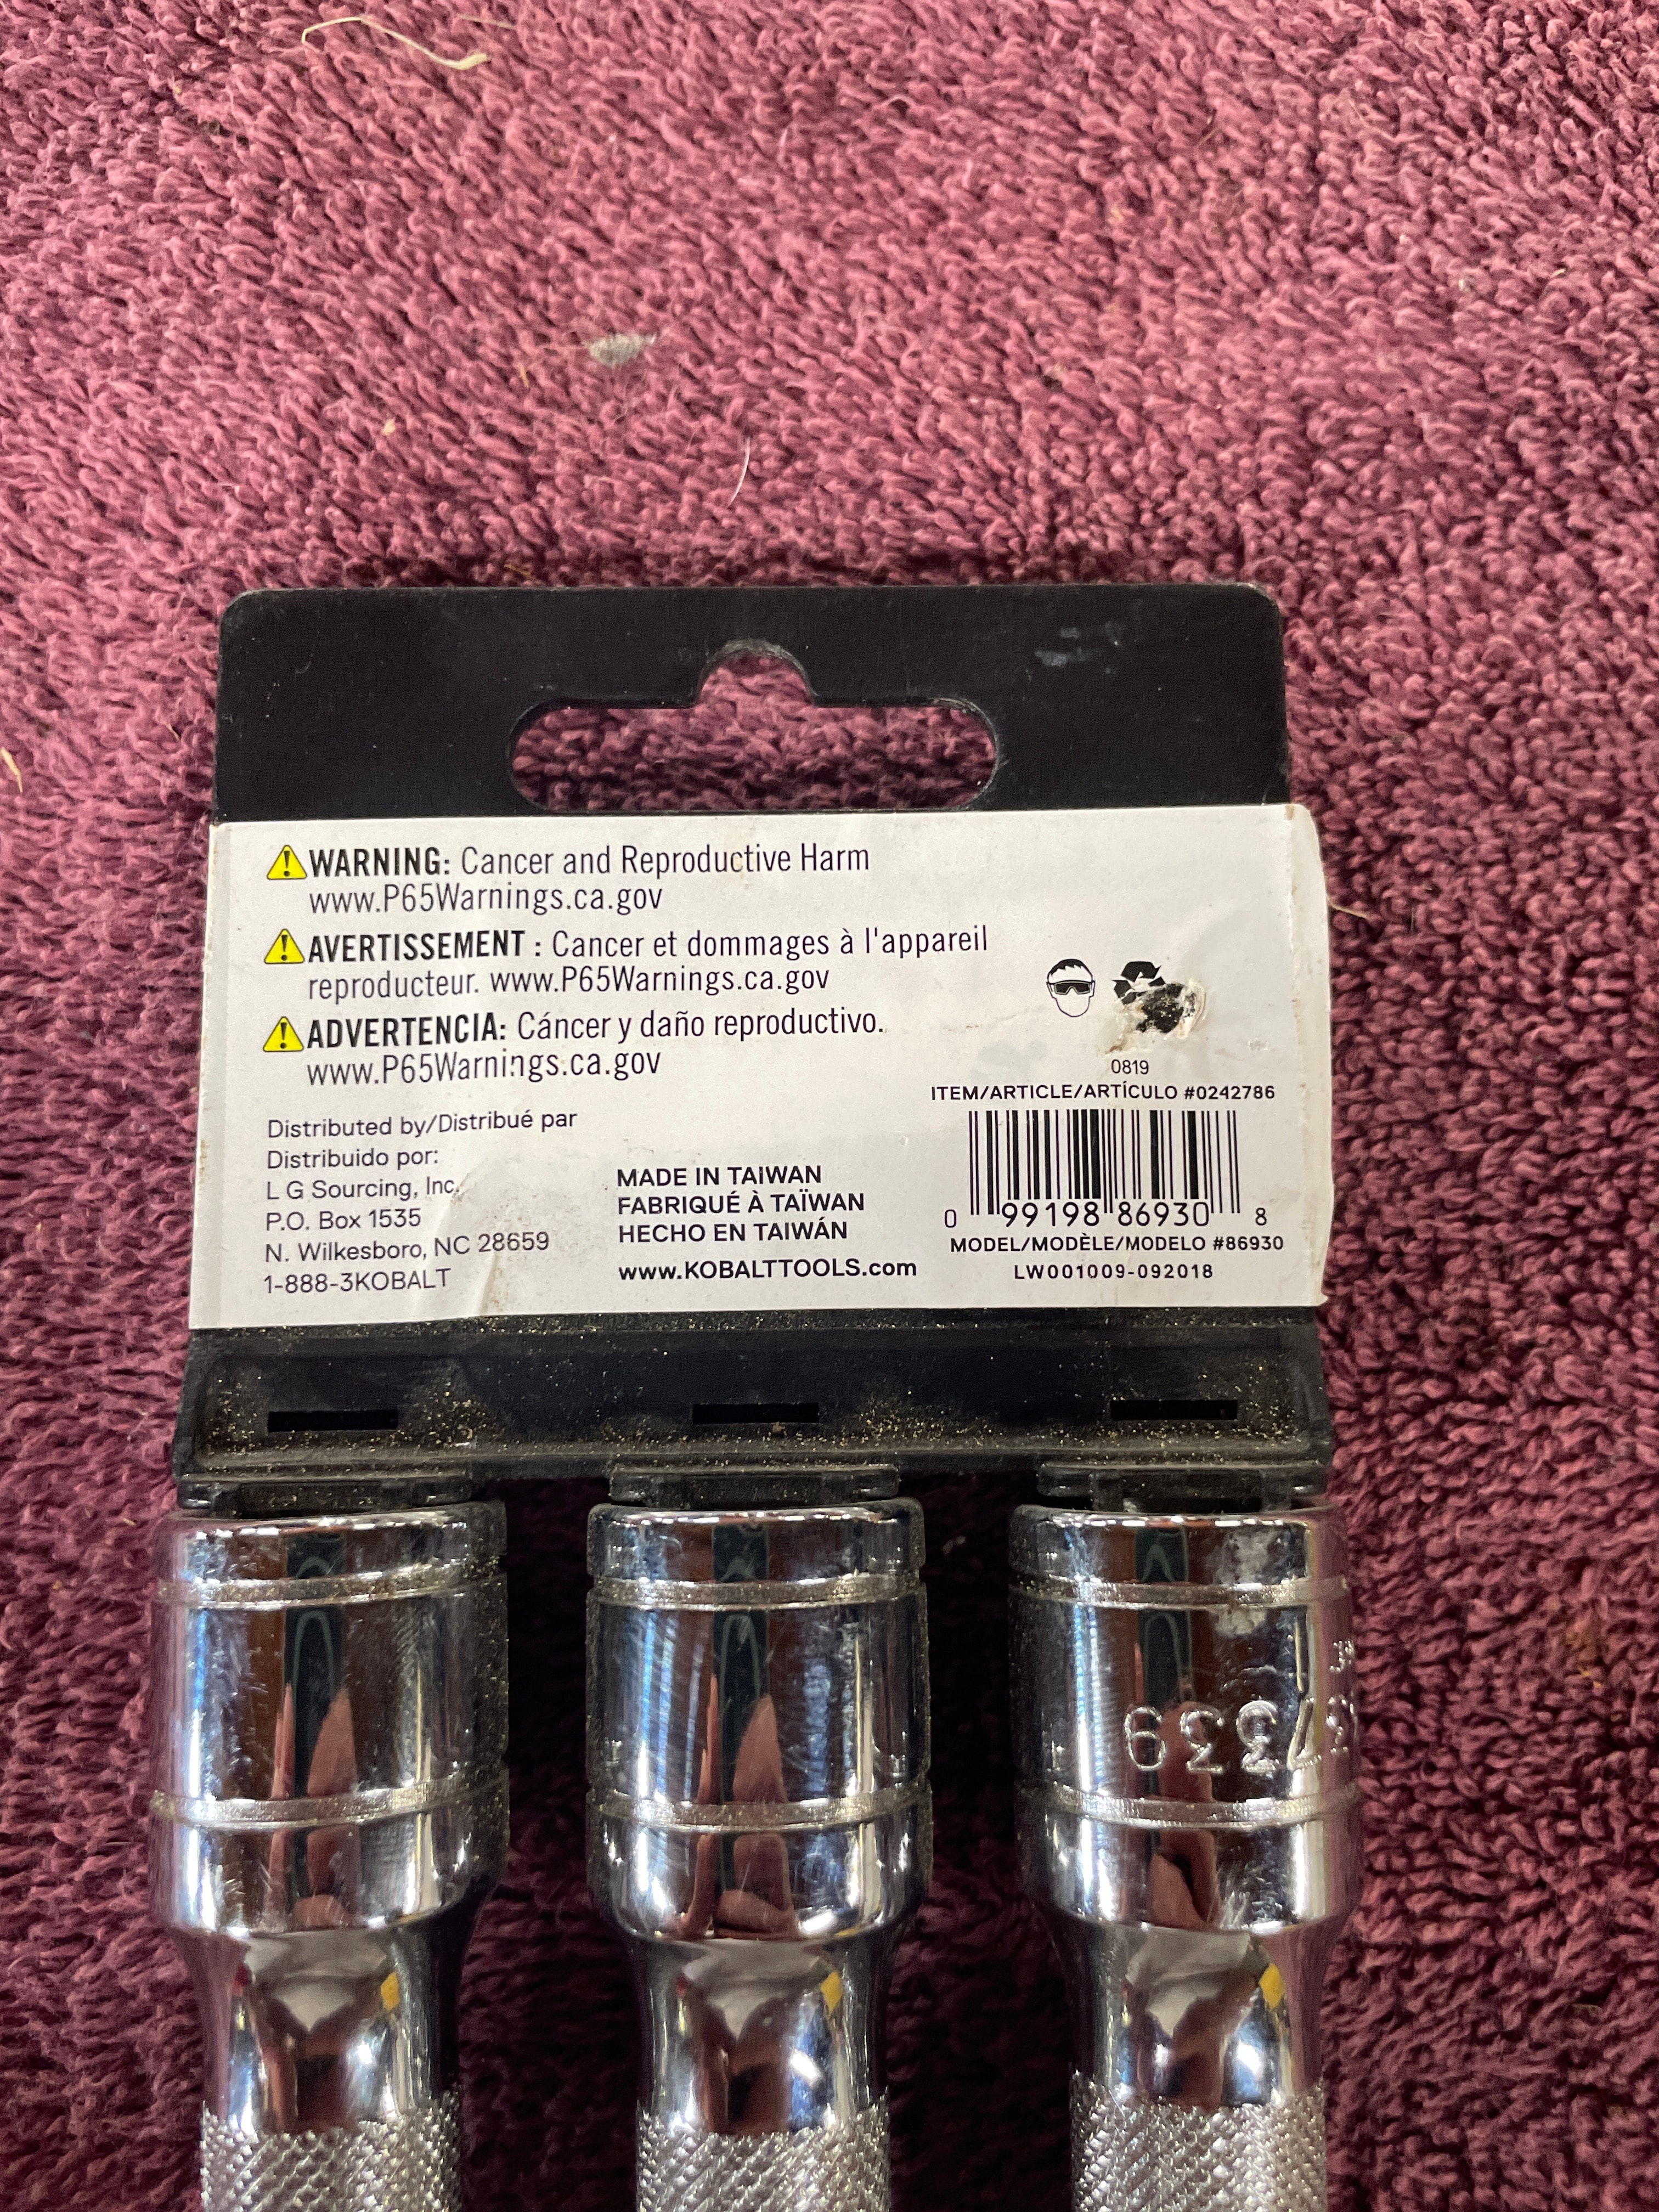 WARNING: Cancer and Reproductive Harm
www.P65Warnings.ca.gov
AVERTISSEMENT : Cancer et dommages à l'appareil
reproducteur. www.P65Warnings.ca.gov
ADVERTENCIA: Cáncer y daño reproductivo.
www.P65Warnings.ca.gov
Distributed by/Distribué par
Distribuido por:
L G Sourcing, Inc.
P.O. Box 1535
N. Wilkesboro, NC 28659
1-888-3KOBALT
MADE IN TAIWAN
FABRIQUÉ À TAÏWAN
HECHO EN TAIWÁN
www.KOBALTTOOLS.com
0819
ITEM/ARTICLE/ARTÍCULO #0242786
0 99198 86930 8
MODEL/MODÈLE/MODELO #86930
LW001009-092018